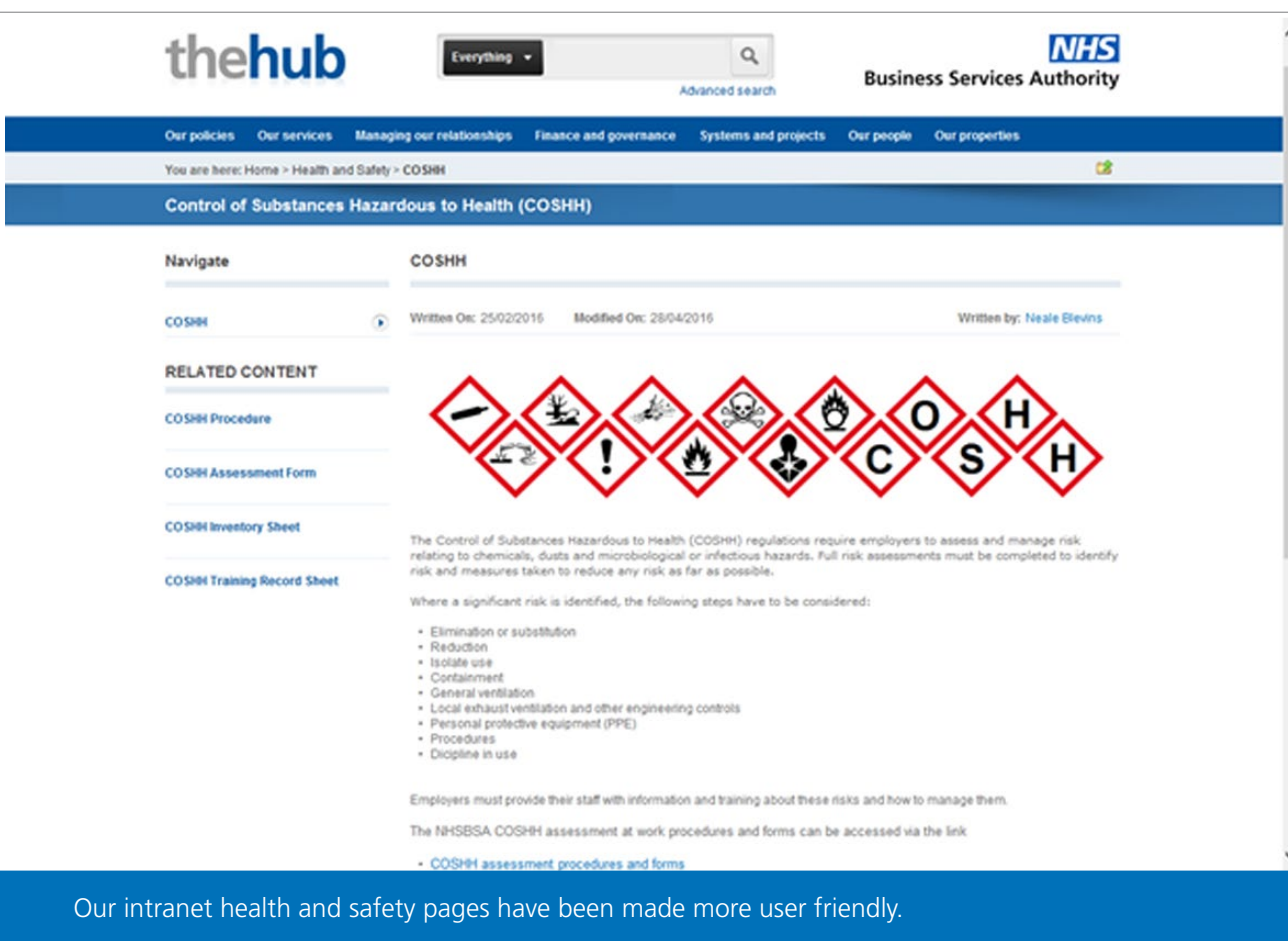 thehub
Everything
Advanced search
NHS
Business Services Authority
Our policies Our services Managing our relationships Finance and governance Systems and projects Our people Our properties
You are here: Home > Health and Safety > COSHH
Control of Substances Hazardous to Health (COSHH)
Navigate
COSHH
RELATED CONTENT
COSHH Procedure
COSHH Assessment Form
COSHH Inventory Sheet
COSHH Training Record Sheet
COSHH
Written On: 25/02/2016 Modified On: 28/04/2016 Written by: Neale Blevins
O H
! C S H
The Control of Substances Hazardous to Health (COSHH) regulations require employers to assess and manage risk
relating to chemicals, dusts and microbiological or infectious hazards. Full risk assessments must be completed to identify
risk and measures taken to reduce any risk as far as possible.
Where a significant risk is identified, the following steps have to be considered:
• Elimination or substitution
• Reduction
• Isolate use
• Containment
• General ventilation
• Local exhaust ventilation and other engineering controls
• Personal protective equipment (PPE)
• Procedures
• Dicipline in use
Employers must provide their staff with information and training about these risks and how to manage them.
The NHSBSA COSHH assessment at work procedures and forms can be accessed via the link
• COSHH assessment procedures and forms
Our intranet health and safety pages have been made more user friendly.